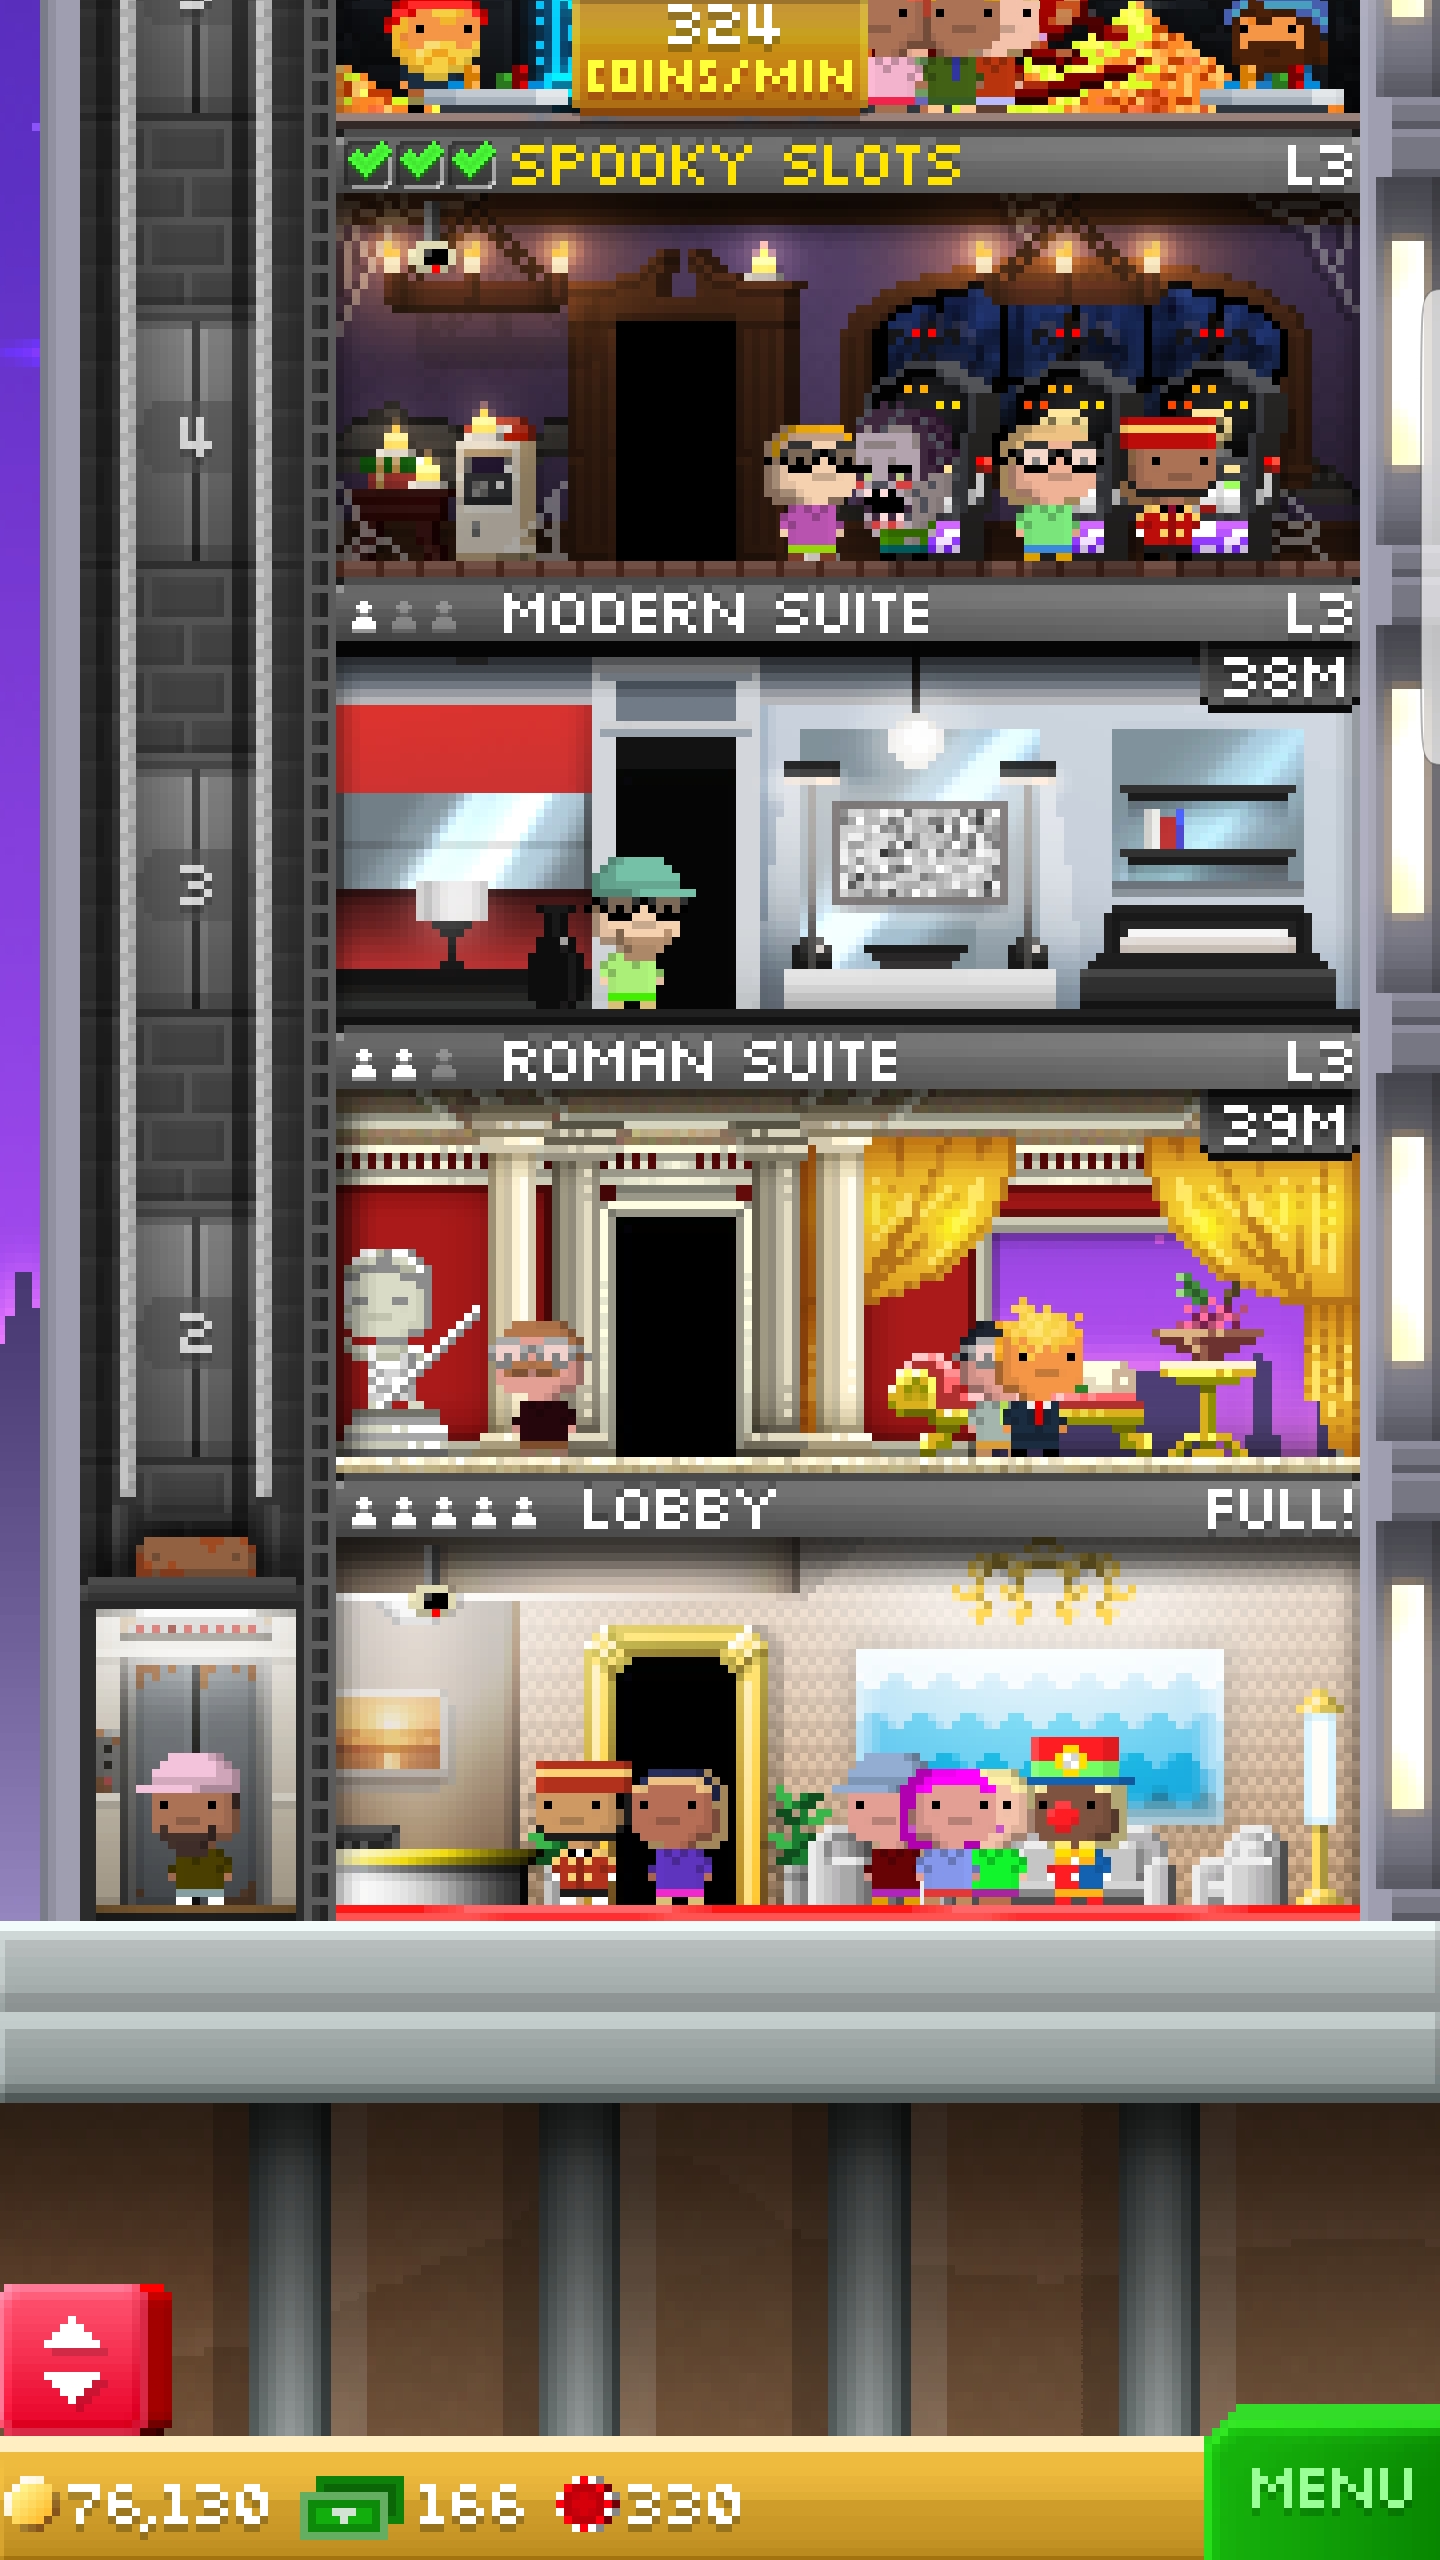 324
COINS/MIN
SPOOKY SLOTS L3
4
MODERN SUITE L3
38M
3
ROMAN SUITE L3
39M
2
LOBBY FULL!
76,130 166 330
MENU